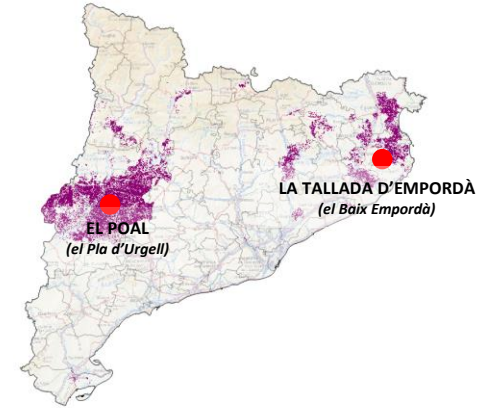 LA TALLADA D'EMPORDÀ
(el Baix Empordà)
EL POAL
(el Pla d'Urgell)